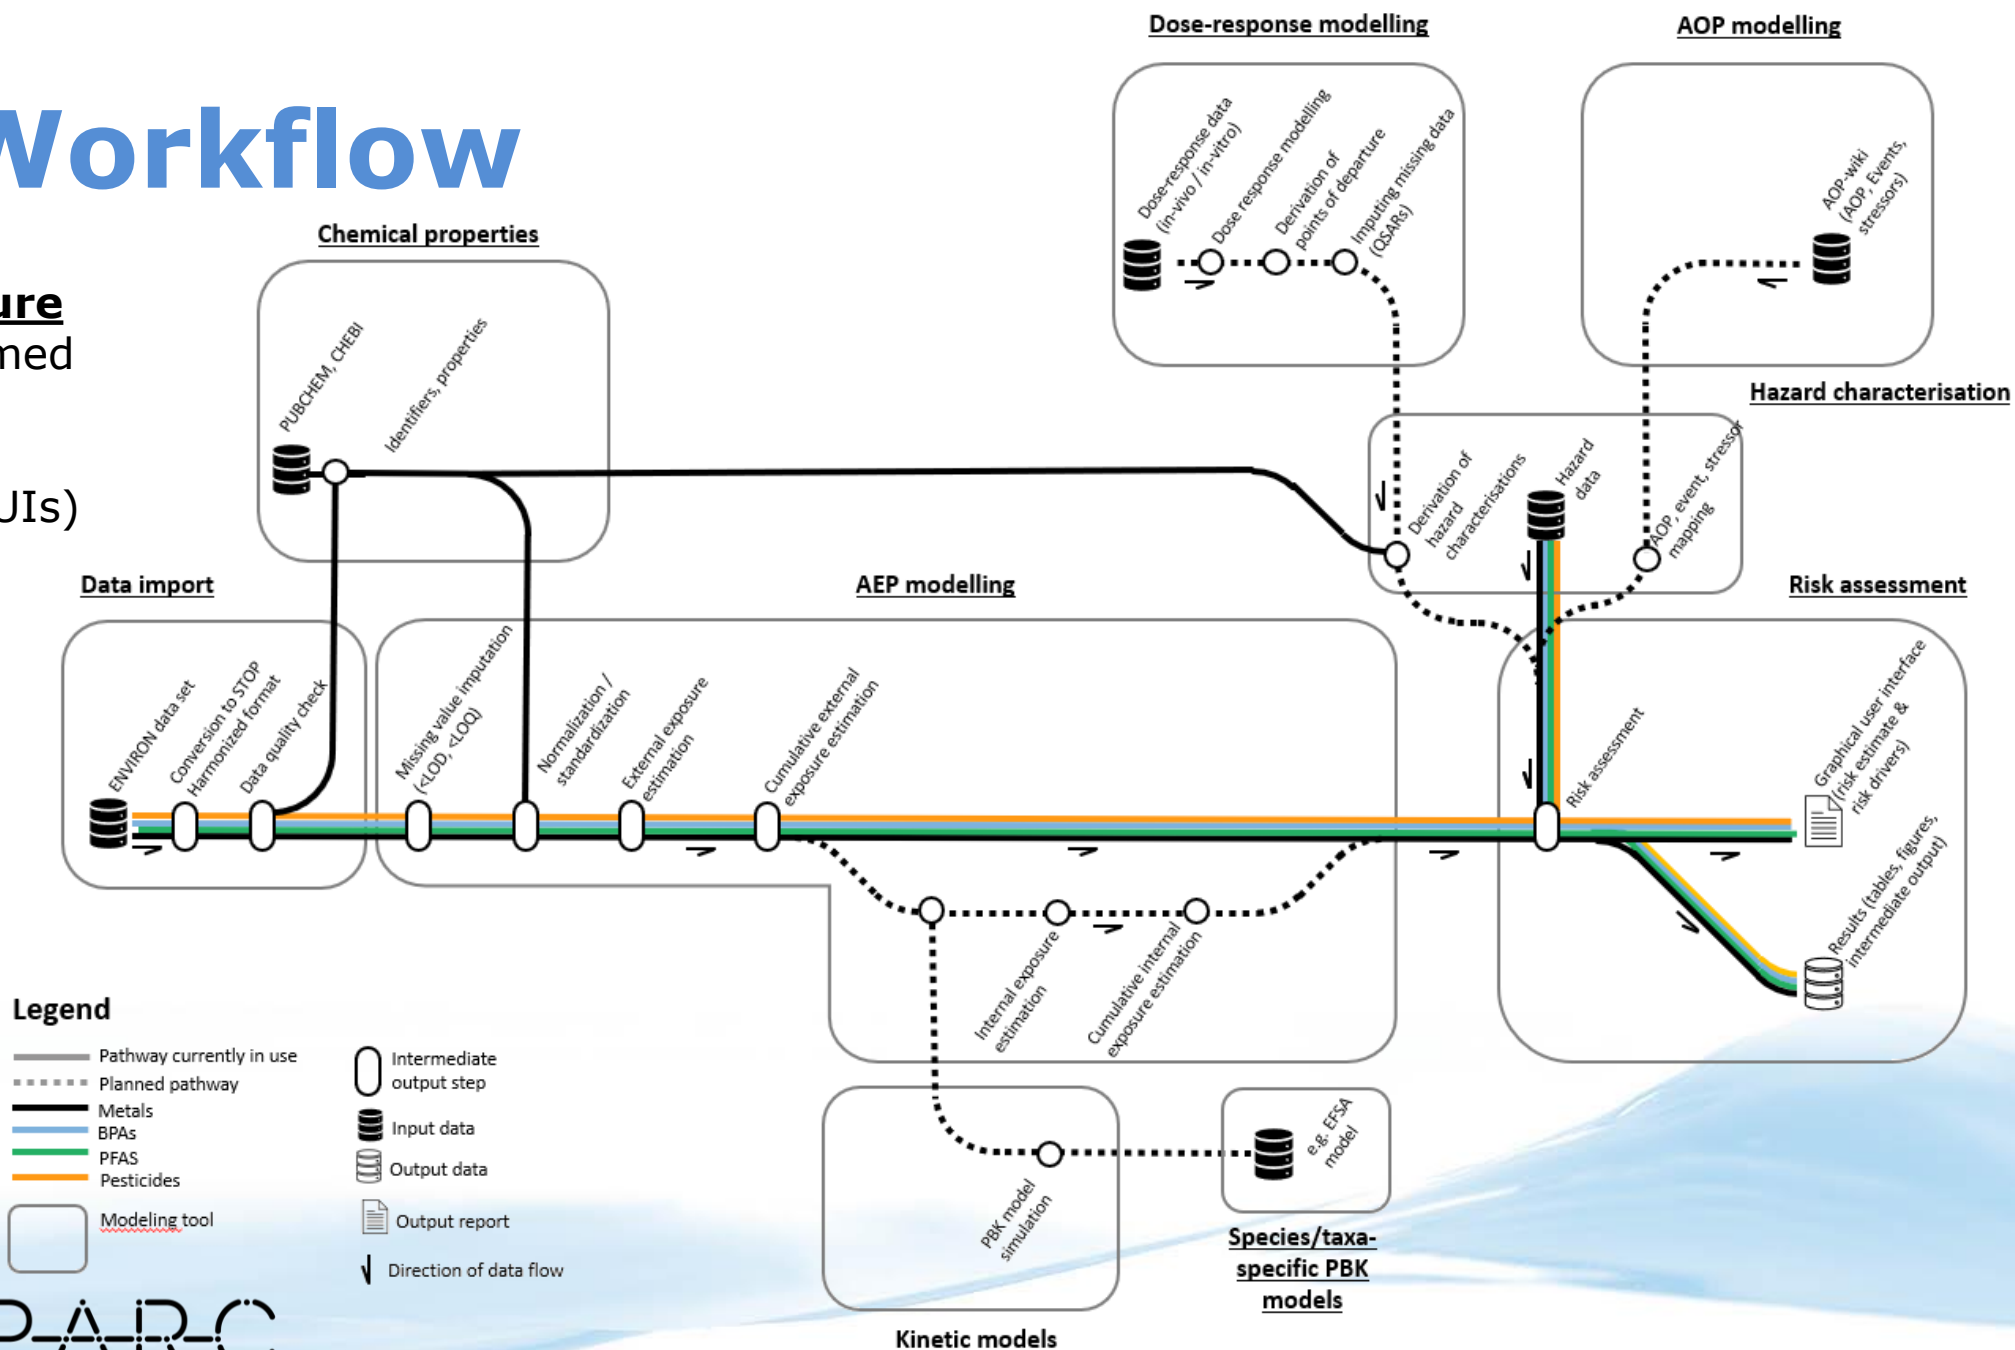 Workflow
ure
med
UIs)
Dose-response modelling
AOP modelling
Dose-response data
(in-vivo / in-vitro)
Dose response modelling
Derivation of
points of departure
Imputing missing data
(QSARs)
AOP-wiki
(AOP, Events,
stressors)
Chemical properties
PUBCHEM, CHEBI
Identifiers, properties
Hazard characterisation
Derivation of
hazard
characterisations
Hazard
data
AOP, event, stressor
mapping
Data import
ENVIRON data set
Conversion to STOP
Harmonized format
Data quality check
AEP modelling
Missing value imputation
(<LOD, <LOQ)
Normalization /
standardization
External exposure
estimation
Cumulative external
exposure estimation
Internal exposure
estimation
Cumulative internal
exposure estimation
Risk assessment
Risk assessment
Graphical user interface
(risk estimate &
risk drivers)
Results (tables, figures,
intermediate output)
PBK model
simulation
Kinetic models
e.g. EFSA
model
Species/taxa-
specific PBK
models
Legend
Pathway currently in use
Planned pathway
Metals
BPAs
PFAS
Pesticides
Modeling tool
Intermediate
output step
Input data
Output data
Output report
Direction of data flow
PARC